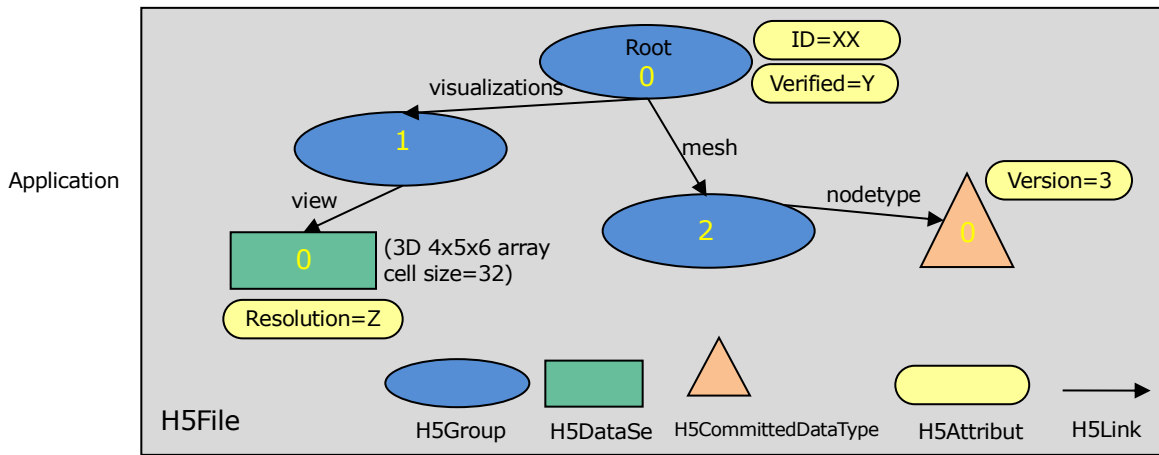 Root
0
ID=XX
Verified=Y
visualizations
1
mesh
Application
Version=3
view
nodetype
2
0
0
(3D 4x5x6 array
cell size=32)
Resolution=Z
H5File
H5Group
H5DataSe
H5CommittedDataType
H5Attribut
H5Link